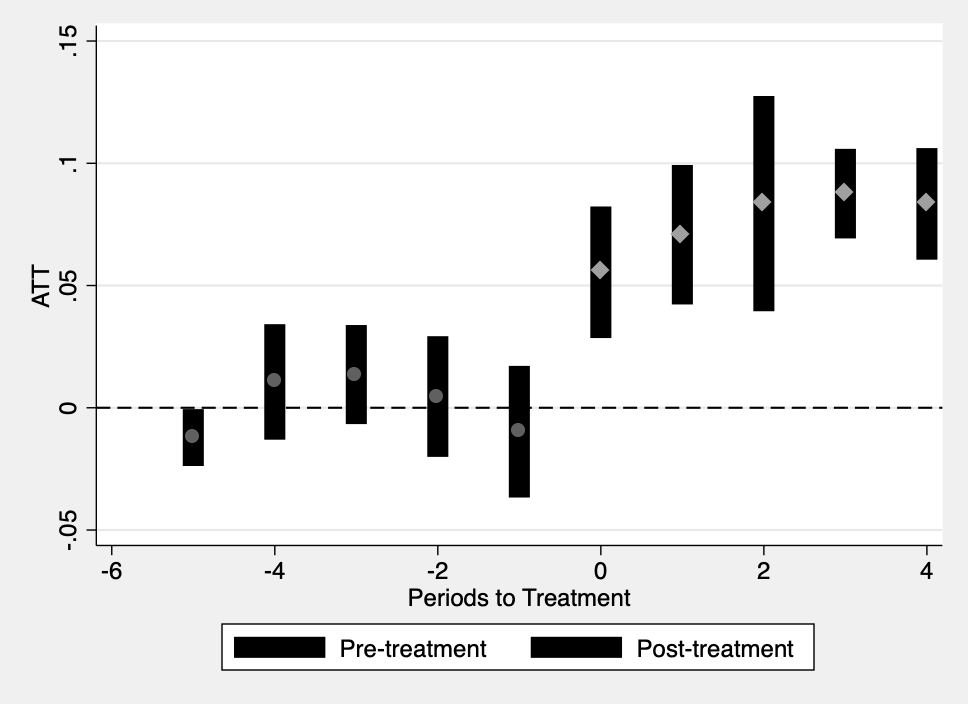 .15
.1
.05
0
-.05
ATT
-6 -4 -2 0 2 4
Periods to Treatment
Pre-treatment Post-treatment